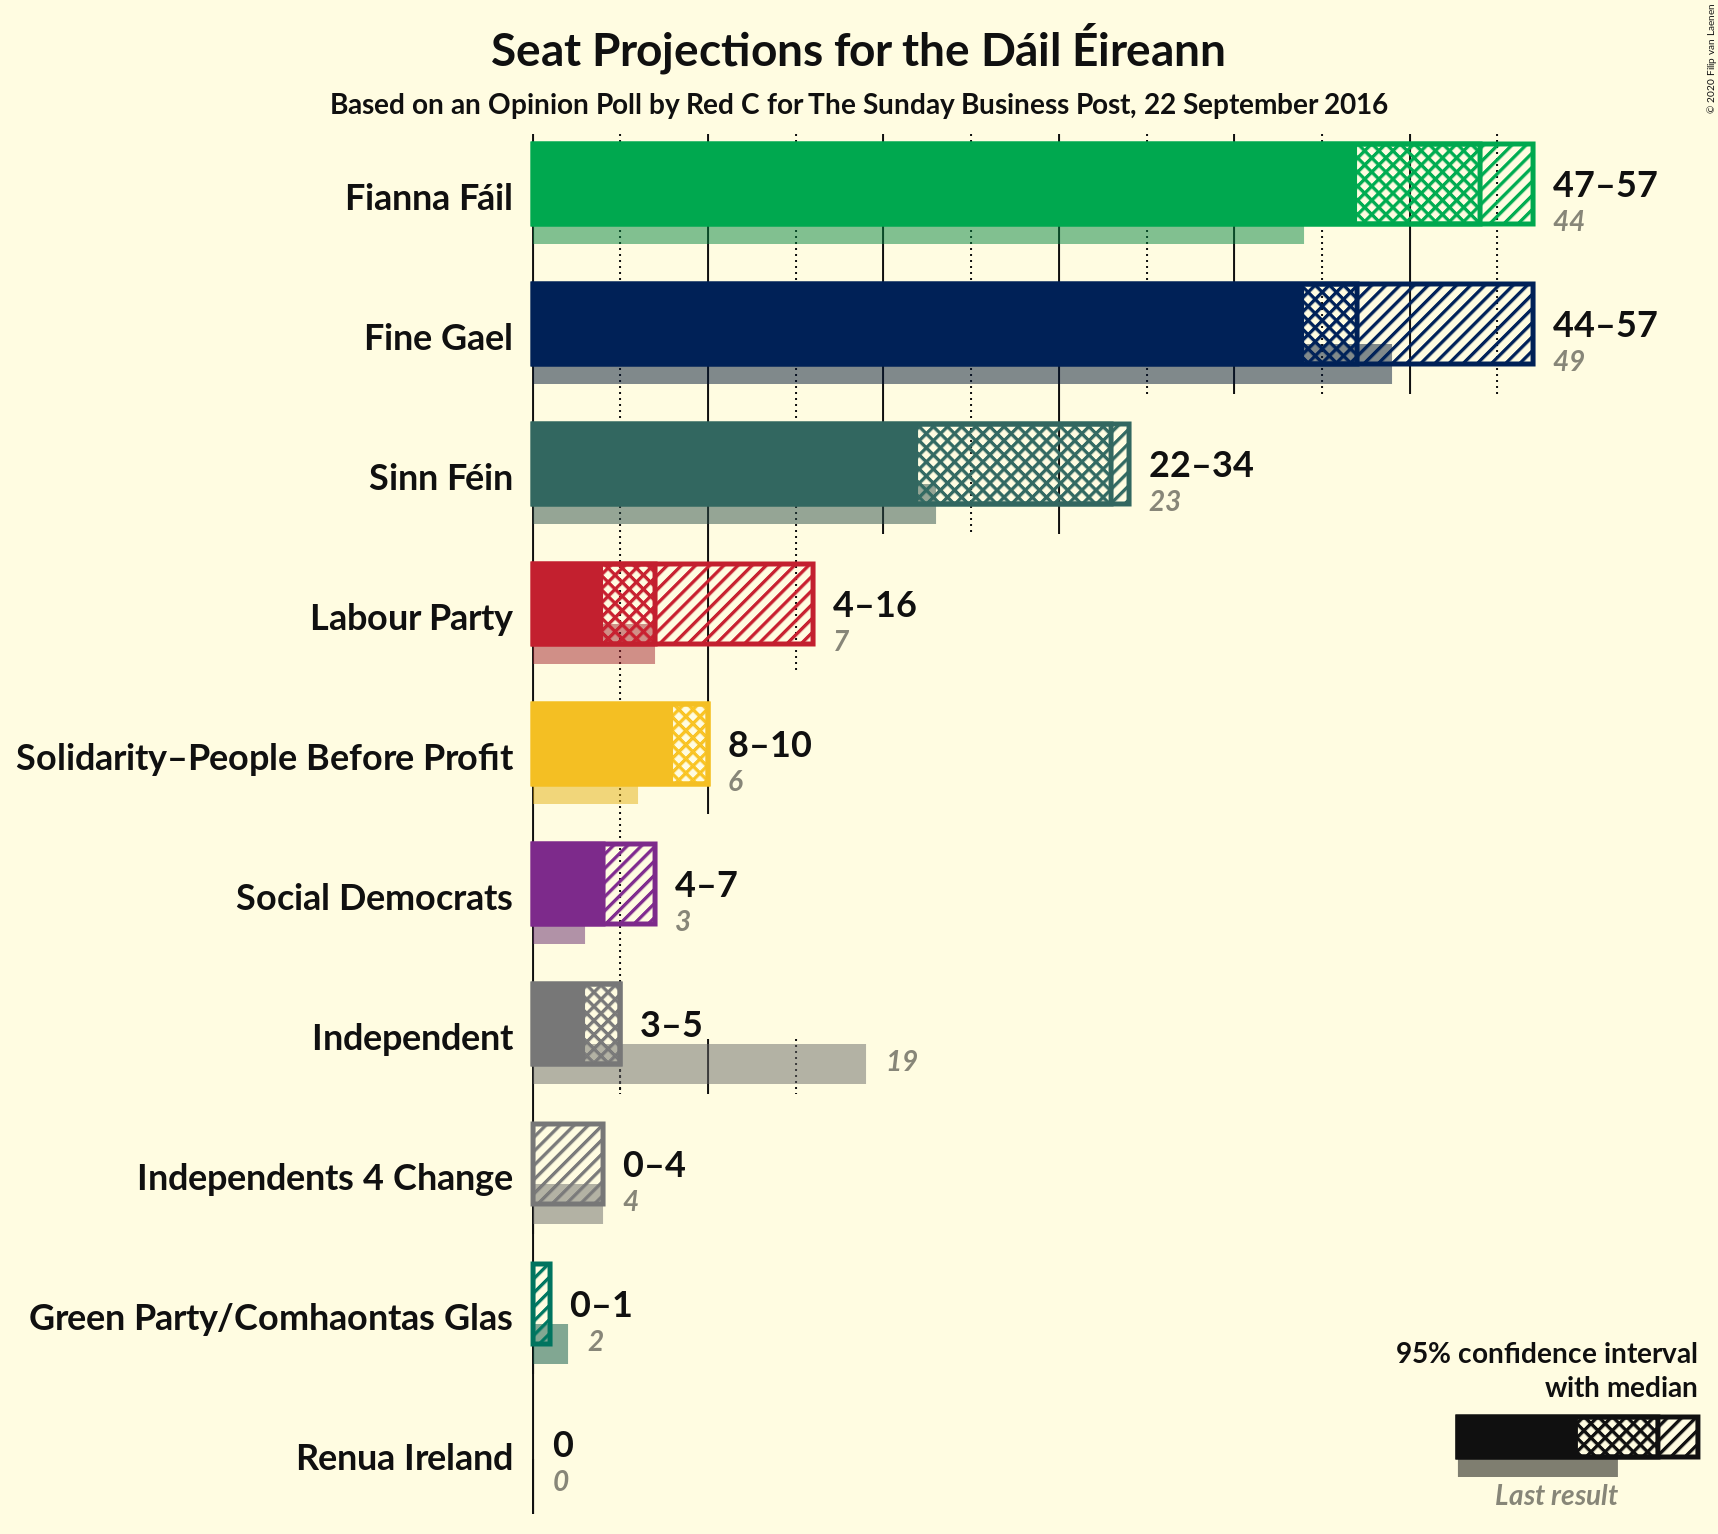 Seat Projections for the Dáil Éireann
Based on an Opinion Poll by Red C for The Sunday Business Post, 22 September 2016
© 2020 Filip van Laenen
Fianna Fáil
47–57
44
Fine Gael
44–57
49
Sinn Féin
22–34
23
Labour Party
4–16
7
Solidarity–People Before Profit
8–10
6
Social Democrats
4–7
3
Independent
3–5
19
Independents 4 Change
0–4
4
Green Party/Comhaontas Glas
0–1
2
Renua Ireland
0
0
95% confidence interval
with median
Last result